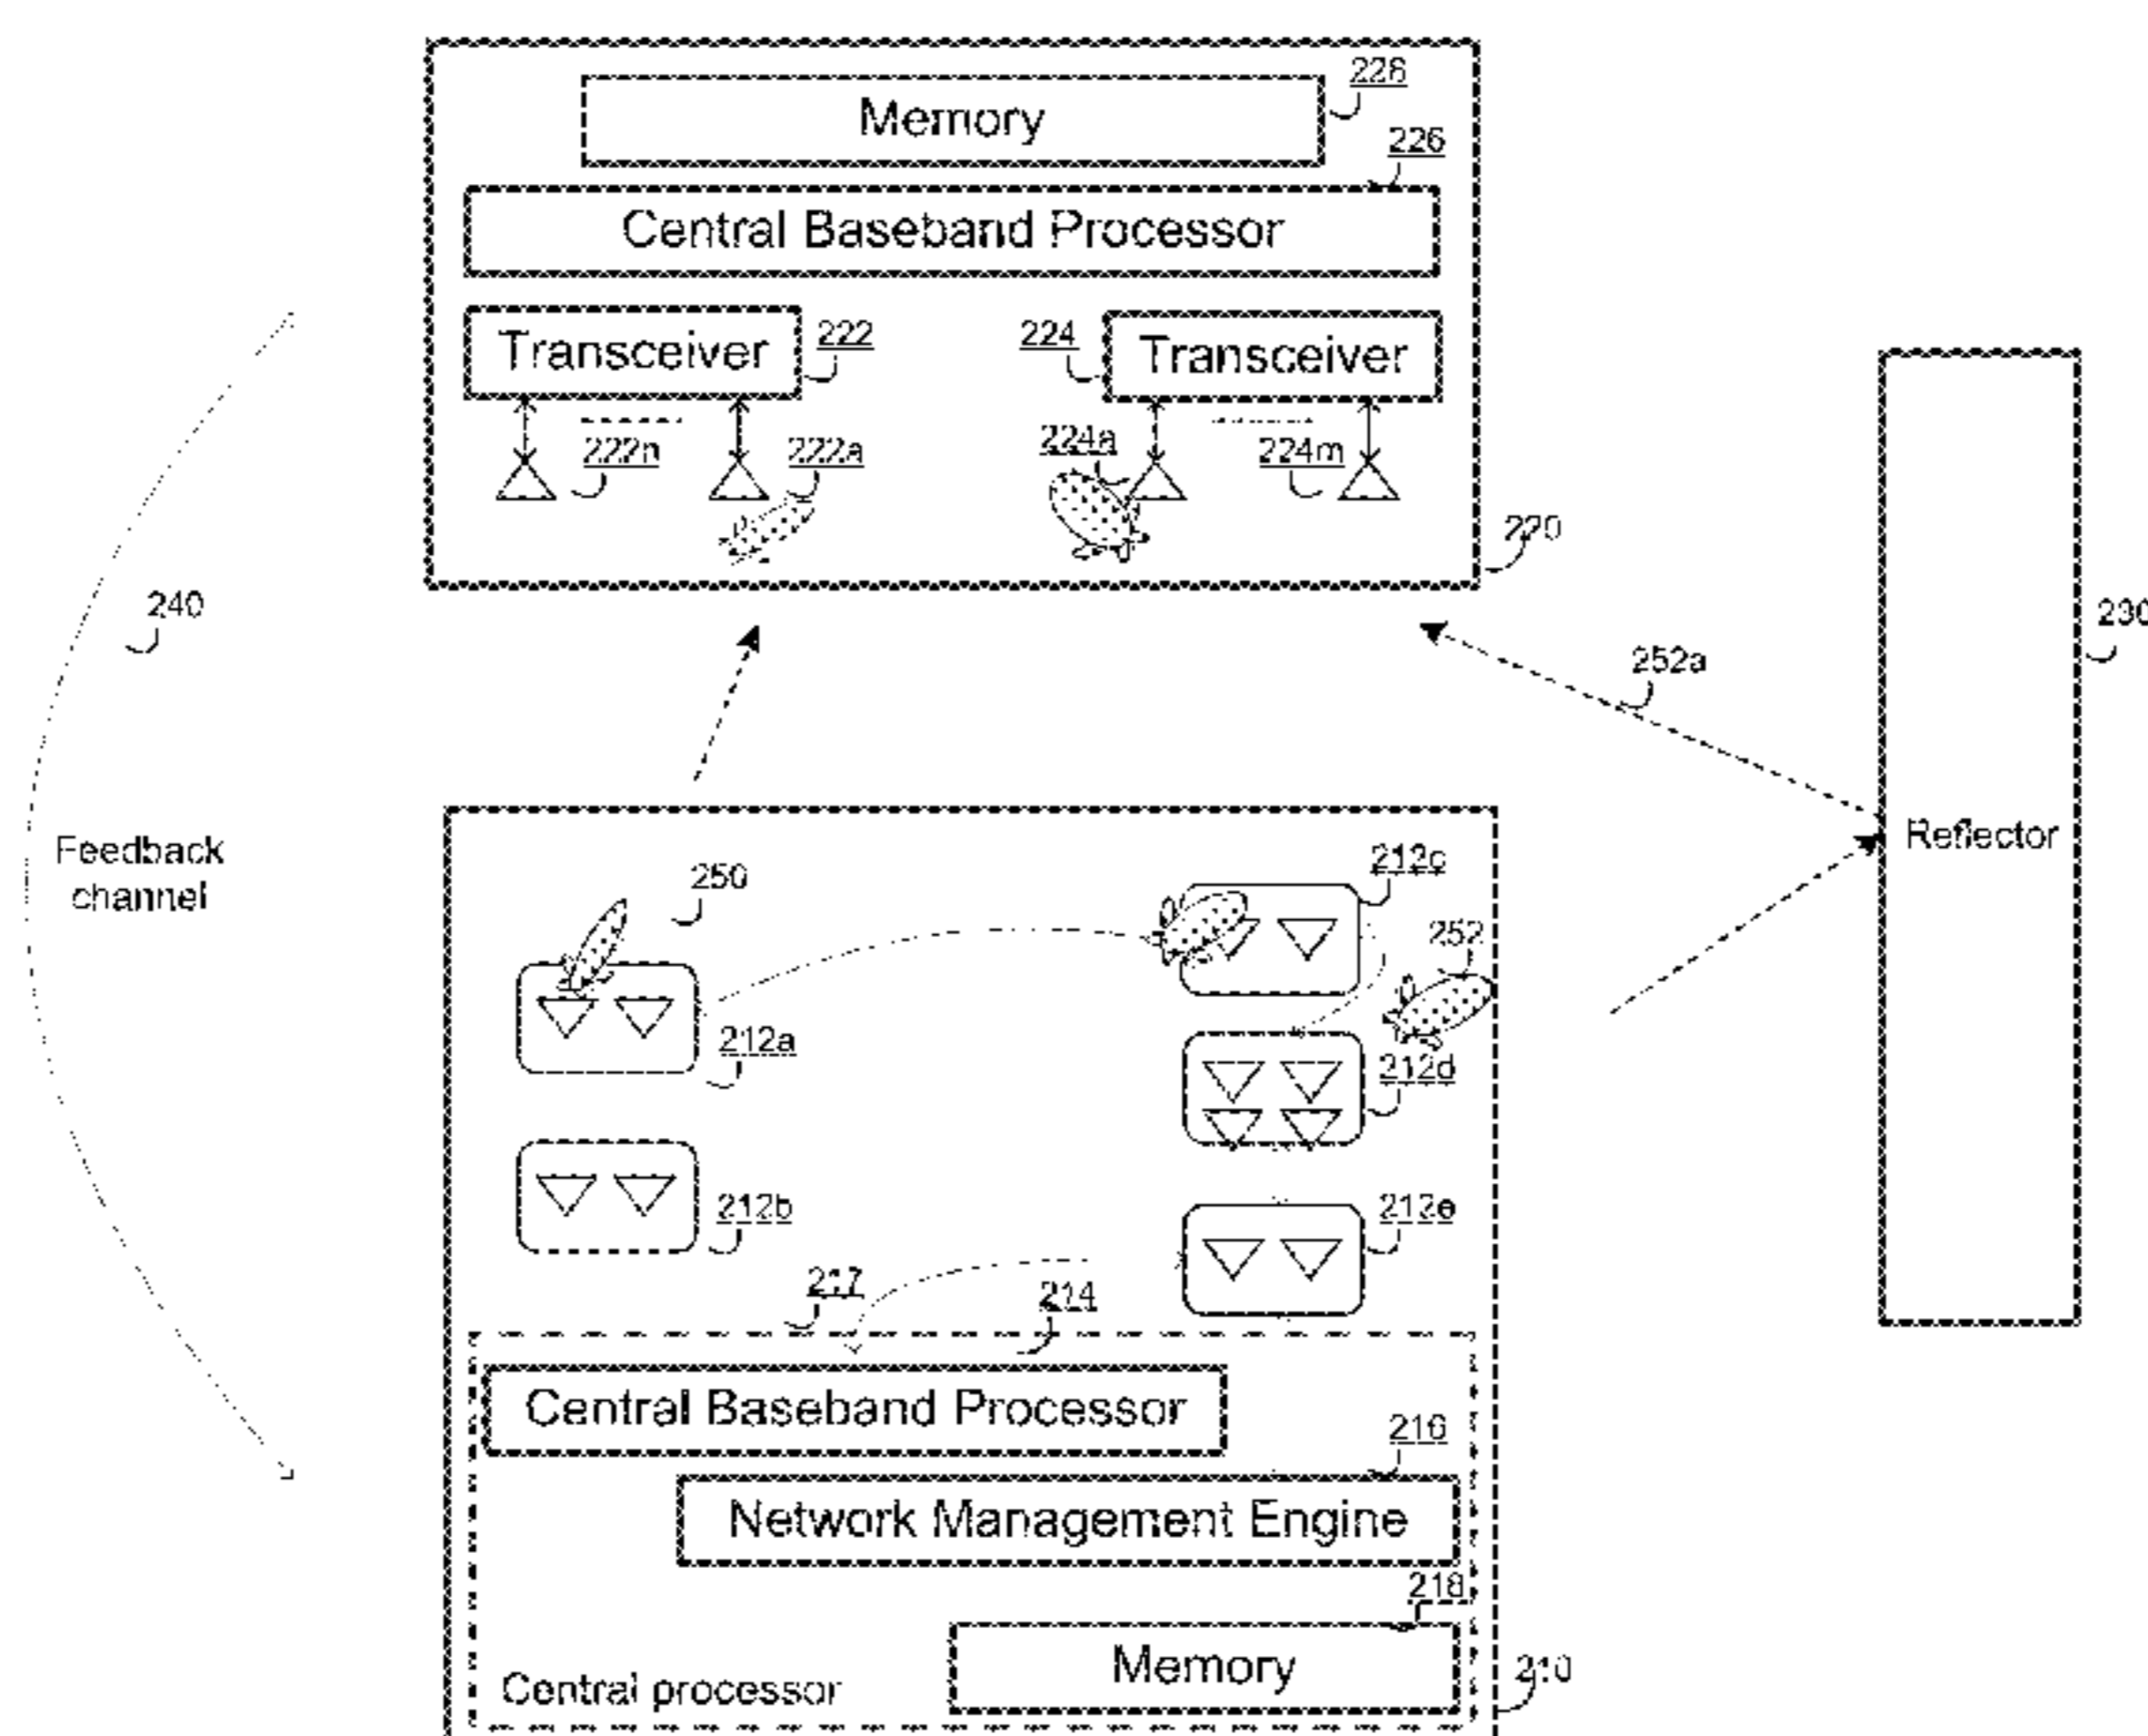 228
Memory
226
Central Baseband Processor
Transceiver
222
224
Transceiver
222n
222a
224a
224m
220
240
230
252a
Feedback
channel
Reflector
250
212c
252
212a
212d
212b
212e
217
214
Central Baseband Processor
216
Network Management Engine
218
Memory
Central processor
210